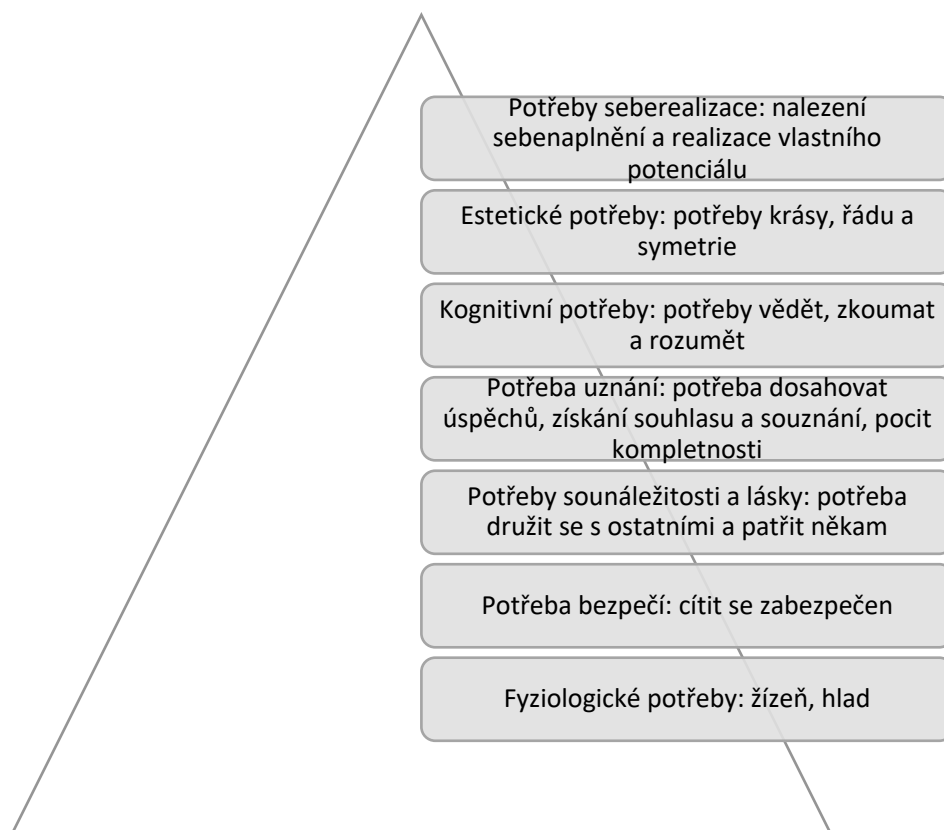 Potřeby seberealizace: nalezení
sebenaplnění a realizace vlastního
potenciálu
Estetické potřeby: potřeby krásy, řádu a
symetrie
Kognitivní potřeby: potřeby vědět, zkoumat
a rozumět
Potřeba uznání: potřeba dosahovat
úspěchů, získání souhlasu a souznání, pocit
kompletnosti
Potřeby sounáležitosti a lásky: potřeba
družit se s ostatními a patřit někam
Potřeba bezpečí: cítit se zabezpečen
Fyziologické potřeby: žízeň, hlad